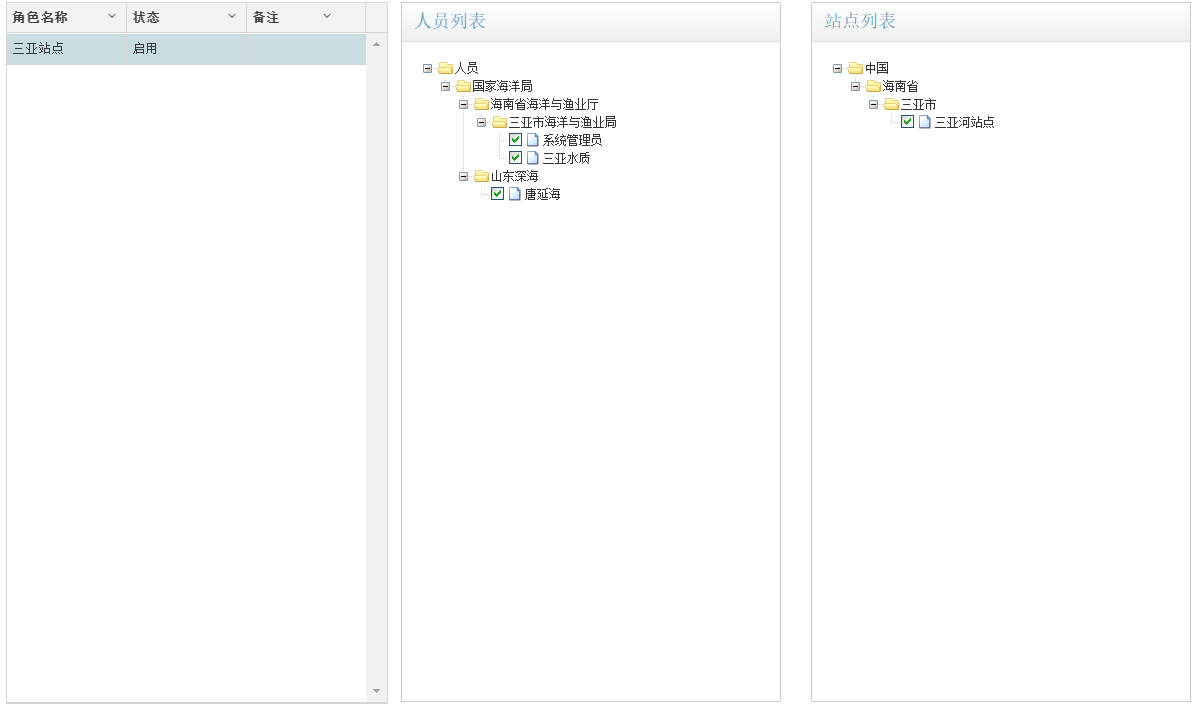 角色名称 状态 备注
三亚站点 启用
人员列表
人员
国家海洋局
海南省海洋与渔业厅
三亚市海洋与渔业局
系统管理员
三亚水质
山东深海
唐延海
站点列表
中国
海南省
三亚市
三亚河站点